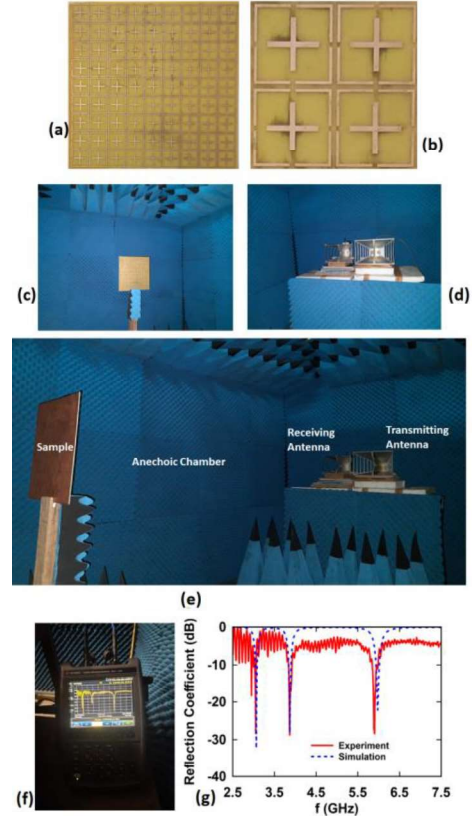 (a)
(b)
(c)
(d)
Sample
Anechoic Chamber
Receiving
Antenna
Transmitting
Antenna
(e)
(f)
(g)
Reflection Coefficient (dB)
0
-10
-20
-30
-40
Experiment
Simulation
2.5 3.5 4.5 5.5 6.5 7.5
f (GHz)